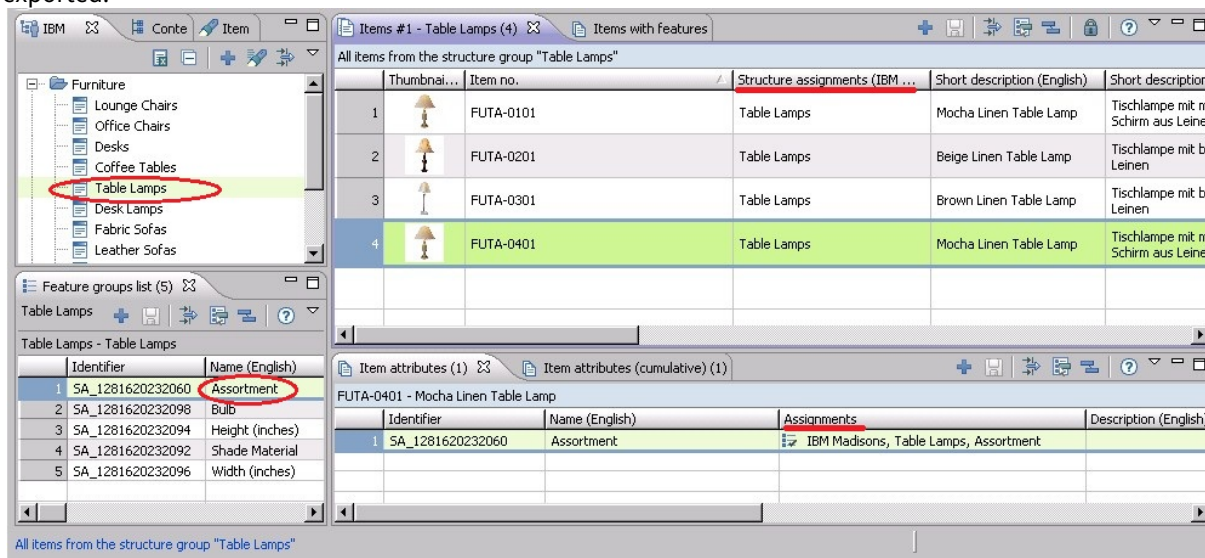 exported.
IBM Conte Item
Furniture
Lounge Chairs
Office Chairs
Desks
Coffee Tables
Table Lamps
Desk Lamps
Fabric Sofas
Leather Sofas
Items #1 - Table Lamps (4) Items with features
All items from the structure group "Table Lamps"
Thumbnai... Item no. Structure assignments (IBM ... Short description (English) Short description
1 FUTA-0101 Table Lamps Mocha Linen Table Lamp Tischlampe mit m
Schirm aus Leine
2 FUTA-0201 Table Lamps Beige Linen Table Lamp Tischlampe mit b
Leinen
3 FUTA-0301 Table Lamps Brown Linen Table Lamp Tischlampe mit b
Leinen
4 FUTA-0401 Table Lamps Mocha Linen Table Lamp Tischlampe mit m
Schirm aus Leine
Feature groups list (5)
Table Lamps
Table Lamps - Table Lamps
Identifier Name (English)
1 SA_1281620232060 Assortment
2 SA_1281620232098 Bulb
3 SA_1281620232094 Height (inches)
4 SA_1281620232092 Shade Material
5 SA_1281620232096 Width (inches)
Item attributes (1) Item attributes (cumulative) (1)
FUTA-0401 - Mocha Linen Table Lamp
Identifier Name (English) Assignments Description (English
1 SA_1281620232060 Assortment IBM Madisons, Table Lamps, Assortment
All items from the structure group "Table Lamps"